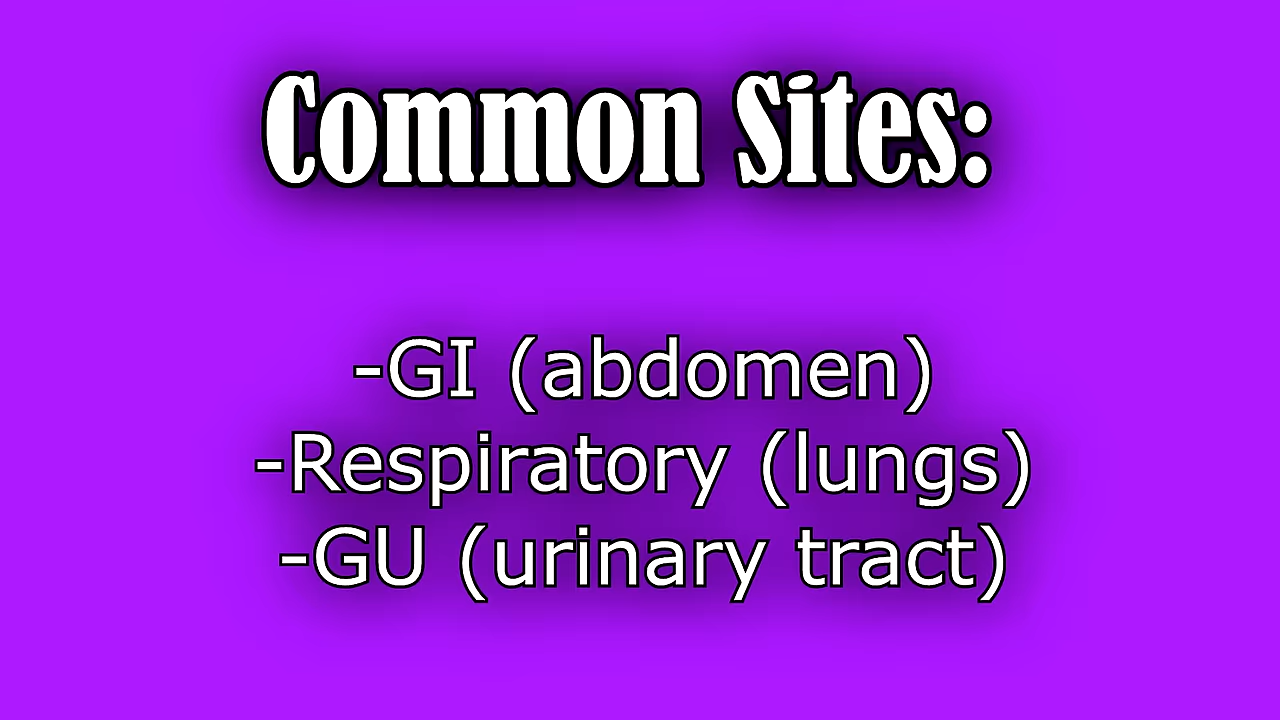 Common Sites:
-GI (abdomen)
-Respiratory (lungs)
-GU (urinary tract)